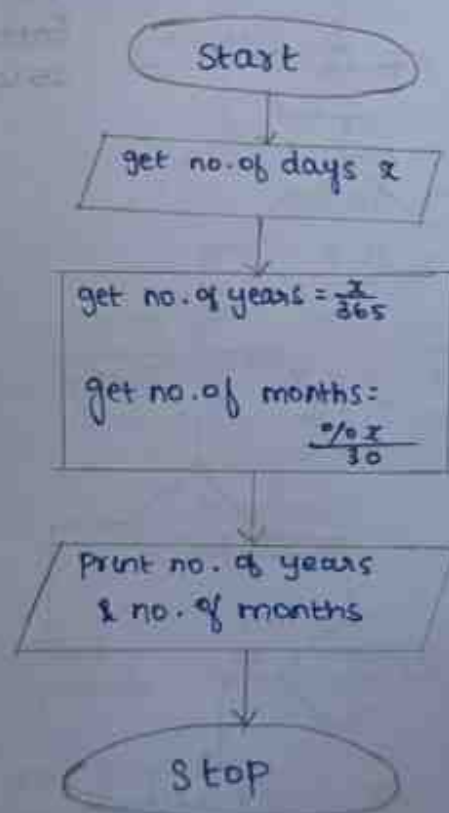 Start
get no. of days x
get no. of years = x/365
get no. of months:
% x
30
Print no. of years
& no. of months
Stop